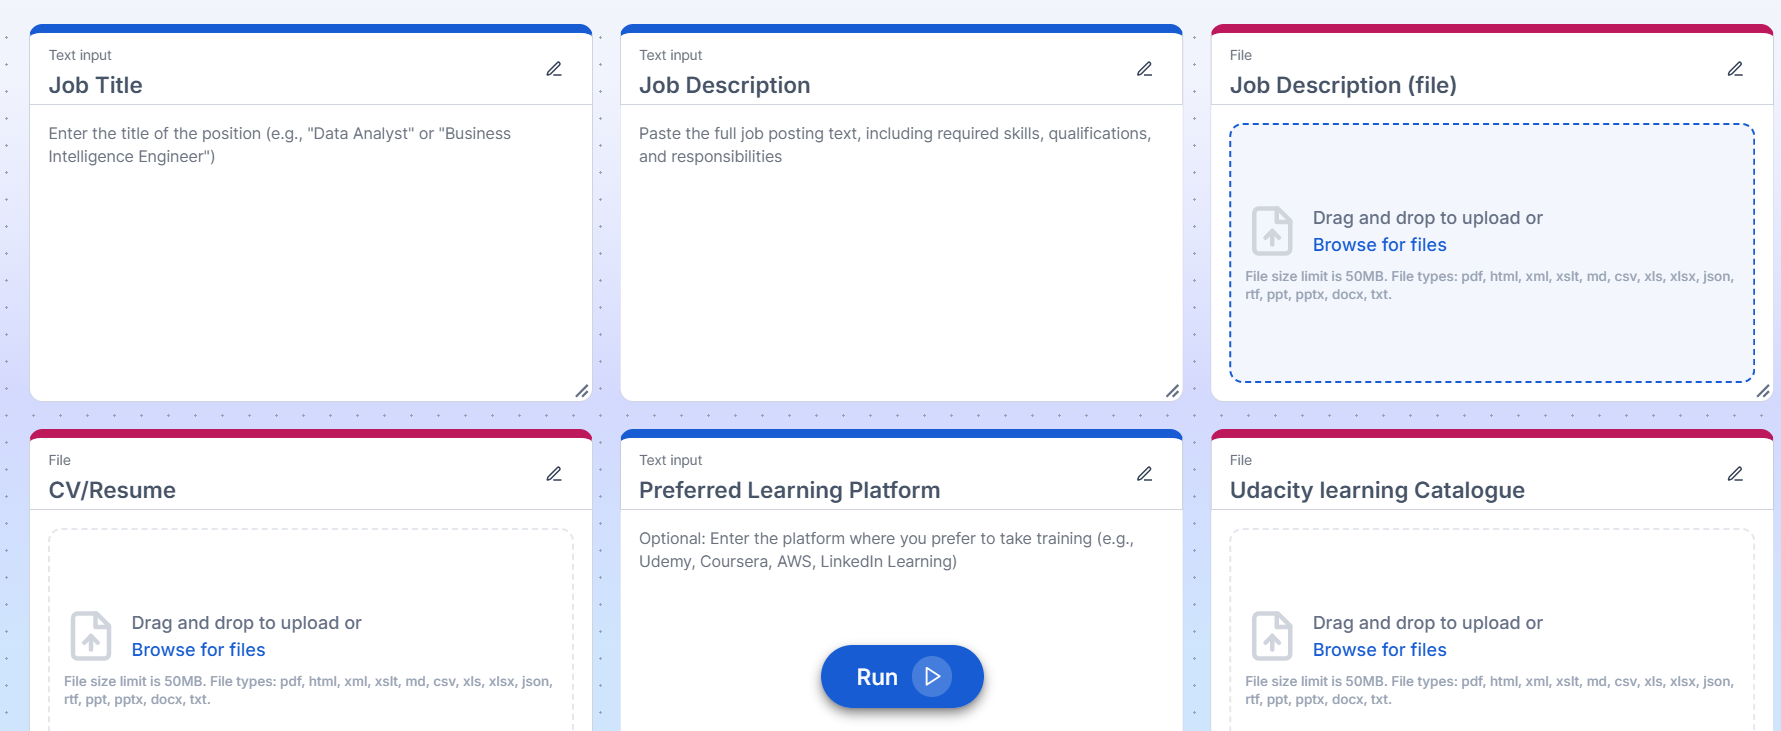 Text input
Job Title
Enter the title of the position (e.g., "Data Analyst" or "Business
Intelligence Engineer")
Text input
Job Description
Paste the full job posting text, including required skills, qualifications,
and responsibilities
File
Job Description (file)
Drag and drop to upload or
Browse for files
File size limit is 50MB. File types: pdf, html, xml, xslt, md, csv, xls, xlsx, json,
rtf, ppt, pptx, docx, txt.
File
CV/Resume
Drag and drop to upload or
Browse for files
File size limit is 50MB. File types: pdf, html, xml, xslt, md, csv, xls, xlsx, json,
rtf, ppt, pptx, docx, txt.
Text input
Preferred Learning Platform
Optional: Enter the platform where you prefer to take training (e.g.,
Udemy, Coursera, AWS, LinkedIn Learning)
Run
File
Udacity learning Catalogue
Drag and drop to upload or
Browse for files
File size limit is 50MB. File types: pdf, html, xml, xslt, md, csv, xls, xlsx, json,
rtf, ppt, pptx, docx, txt.